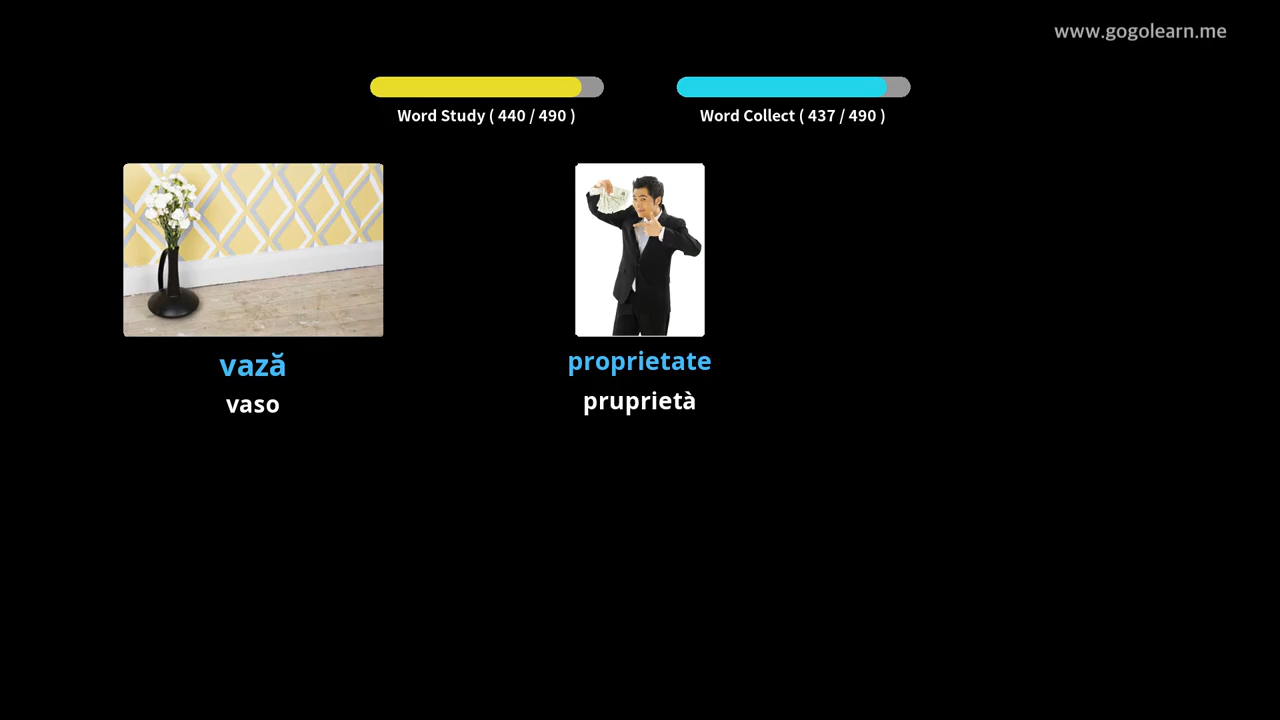 www.gogolearn.me
Word Study ( 440 / 490 )
Word Collect ( 437 / 490 )
vază
vaso
proprietate
pruprietà